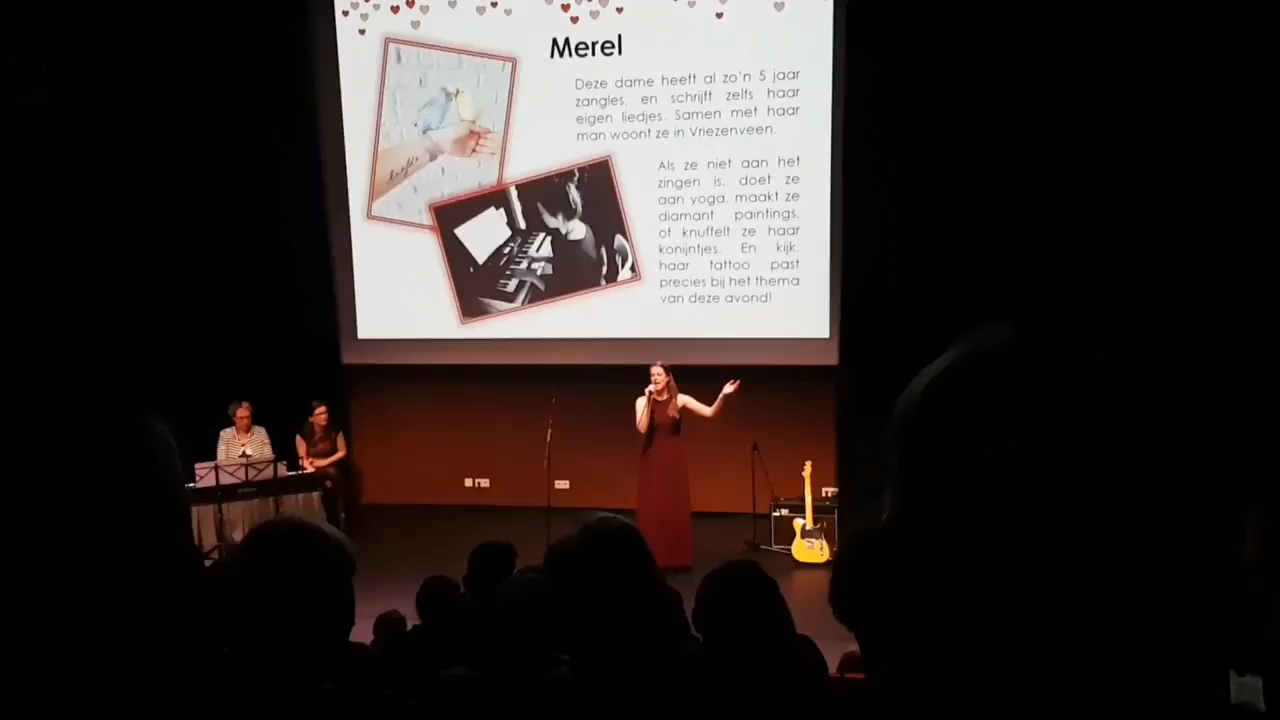 Merel
Deze dame heeft al zo'n 5 jaar
zangles, en schrijft zelfs haar
eigen liedjes. Samen met haar
man woont ze in Vriezenveen.
Als ze niet aan het
zingen is, doet ze
aan yoga, maakt ze
diamant paintings,
of knuffelt ze haar
konijntjes. En kijk:
haar tattoo past
precies bij het thema
van deze avond!
liefde